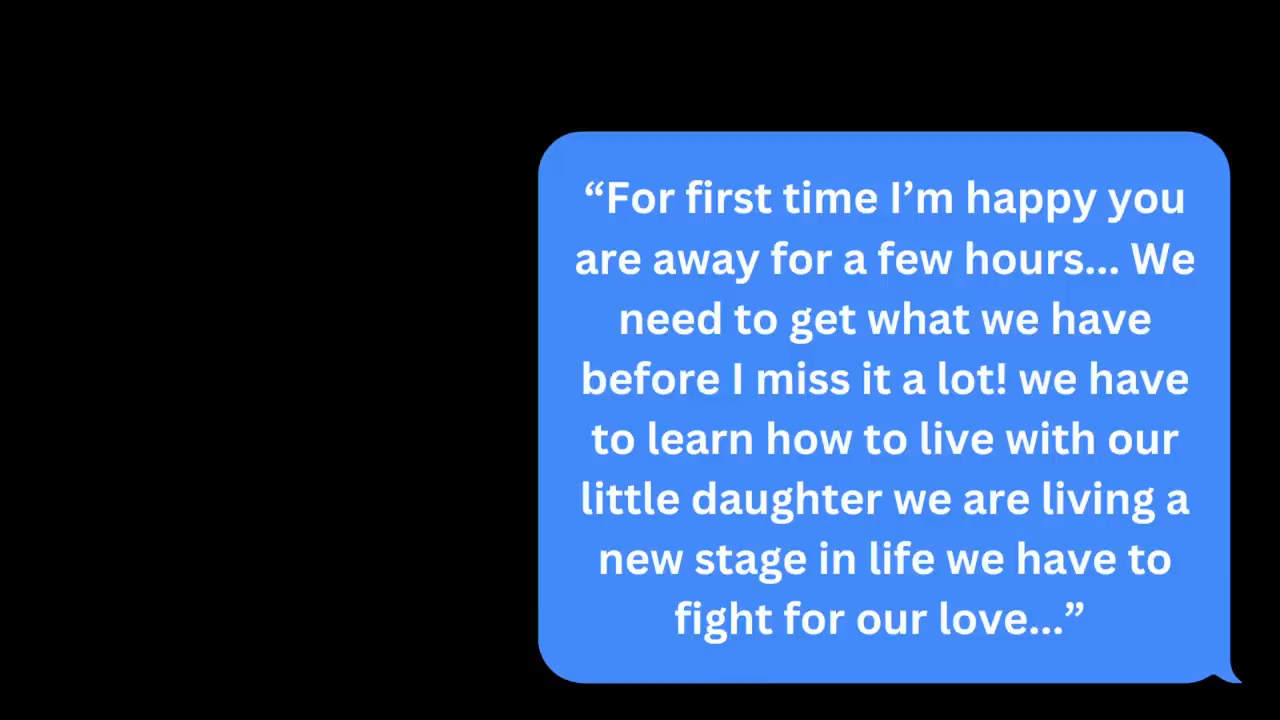 “For first time I’m happy you
are away for a few hours... We
need to get what we have
before I miss it a lot! we have
to learn how to live with our
little daughter we are living a
new stage in life we have to
fight for our love...”